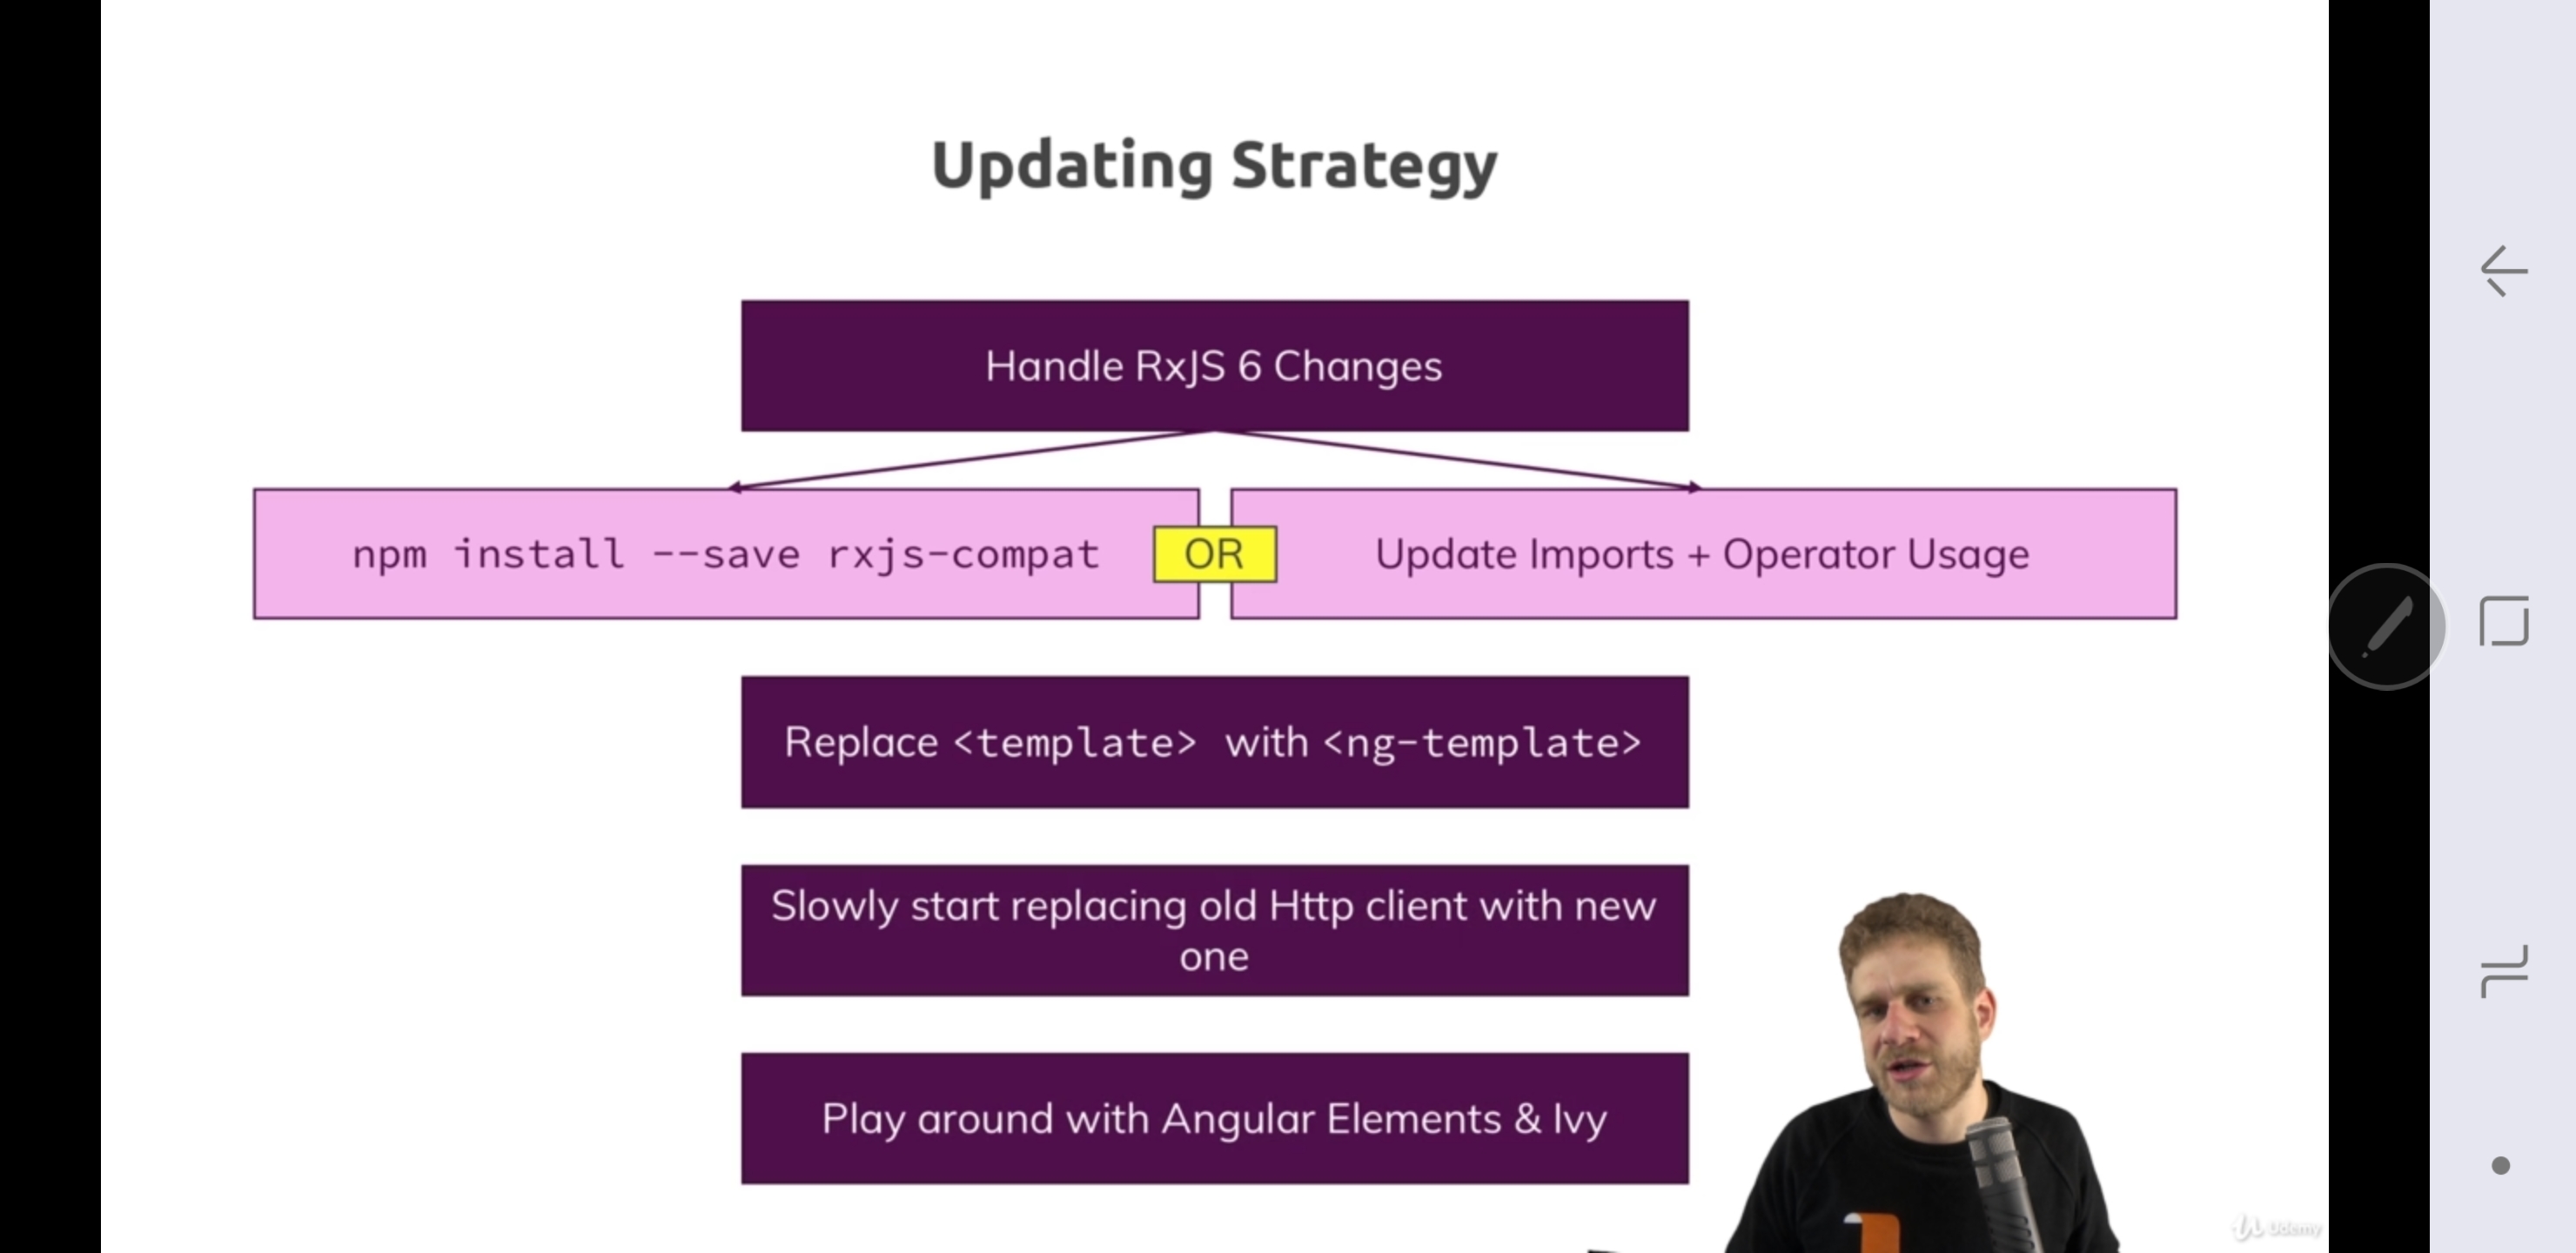 Updating Strategy
Handle RxJS 6 Changes
npm install --save rxjs-compat
OR
Update Imports + Operator Usage
Replace <template> with <ng-template>
Slowly start replacing old Http client with new
one
Play around with Angular Elements & Ivy
Udemy